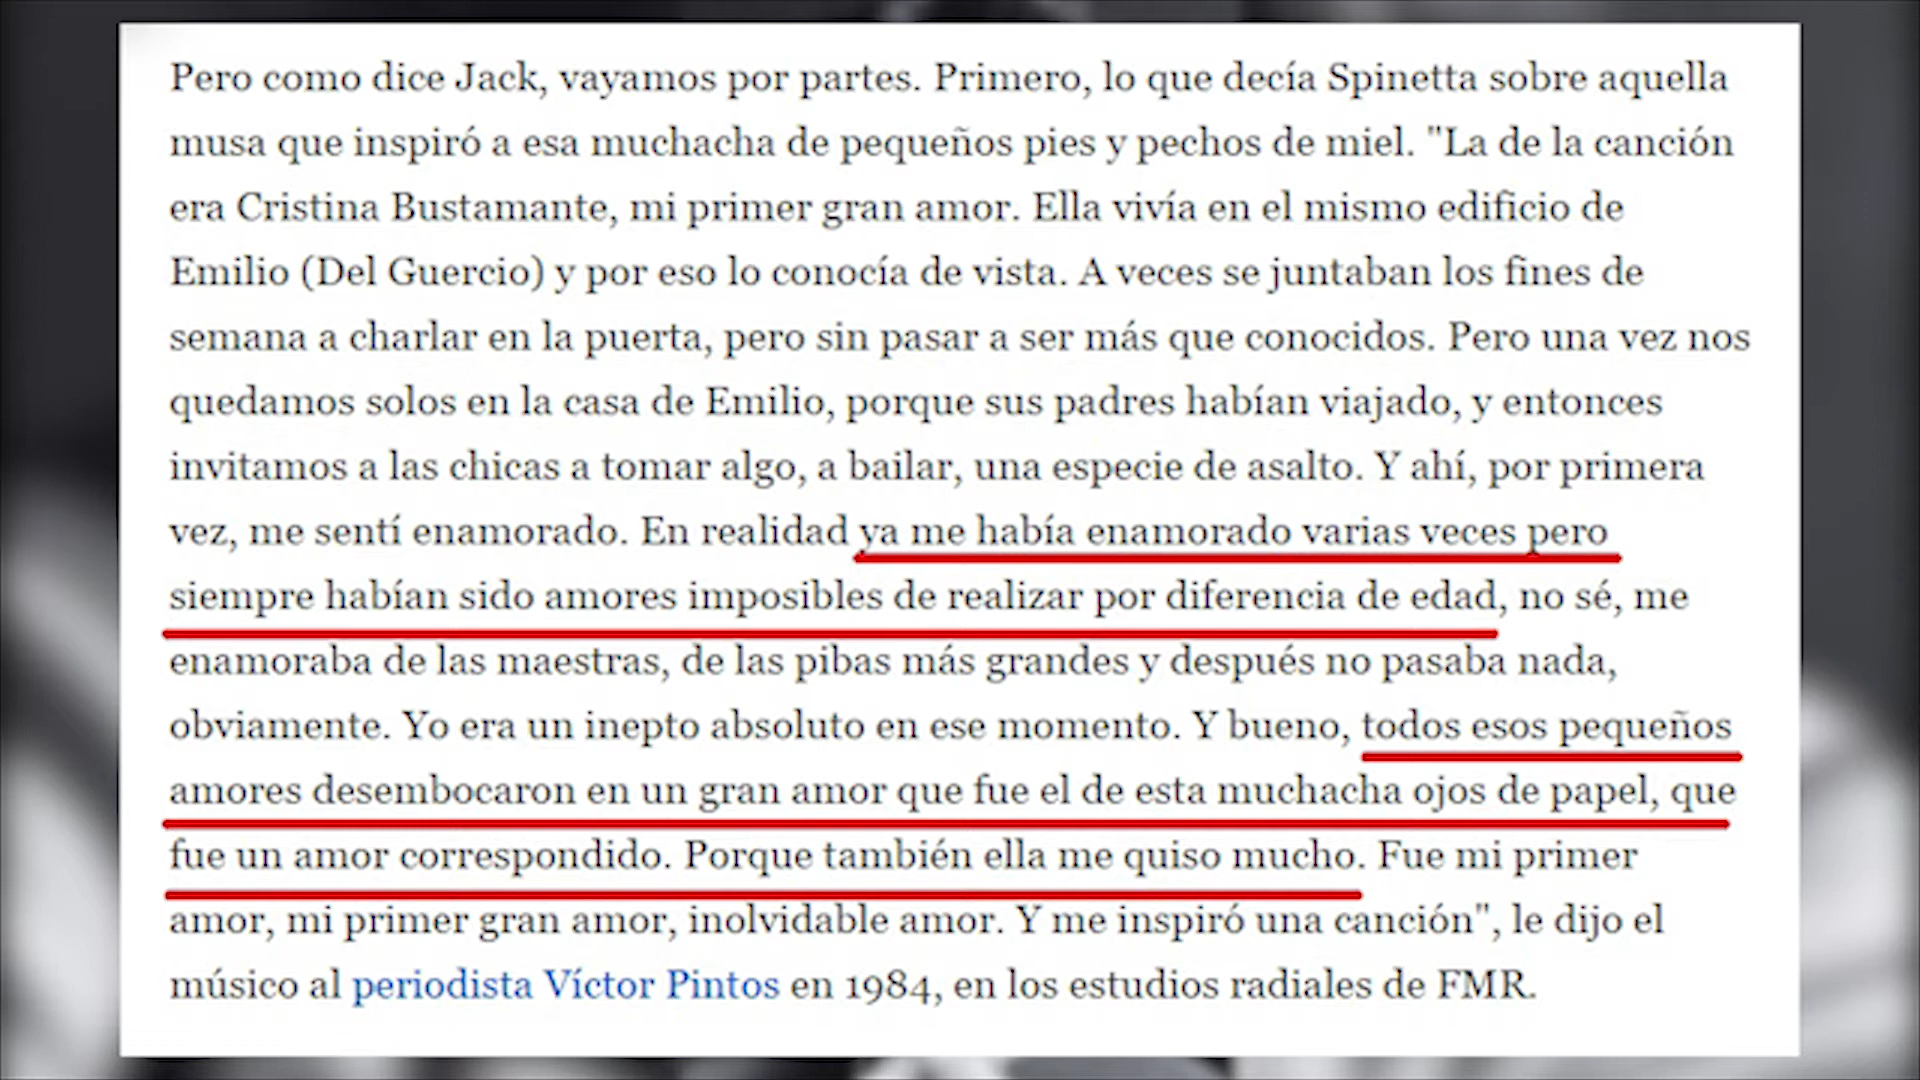 Pero como dice Jack, vayamos por partes. Primero, lo que decía Spinetta sobre aquella
musa que inspiró a esa muchacha de pequeños pies y pechos de miel. "La de la canción
era Cristina Bustamante, mi primer gran amor. Ella vivía en el mismo edificio de
Emilio (Del Guercio) y por eso lo conocía de vista. A veces se juntaban los fines de
semana a charlar en la puerta, pero sin pasar a ser más que conocidos. Pero una vez nos
quedamos solos en la casa de Emilio, porque sus padres habían viajado, y entonces
invitamos a las chicas a tomar algo, a bailar, una especie de asalto. Y ahí, por primera
vez, me sentí enamorado. En realidad ya me había enamorado varias veces pero
siempre habían sido amores imposibles de realizar por diferencia de edad, no sé, me
enamoraba de las maestras, de las pibas más grandes y después no pasaba nada,
obviamente. Yo era un inepto absoluto en ese momento. Y bueno, todos esos pequeños
amores desembocaron en un gran amor que fue el de esta muchacha ojos de papel, que
fue un amor correspondido. Porque también ella me quiso mucho. Fue mi primer
amor, mi primer gran amor, inolvidable amor. Y me inspiró una canción", le dijo el
músico al periodista Víctor Pintos en 1984, en los estudios radiales de FMR.